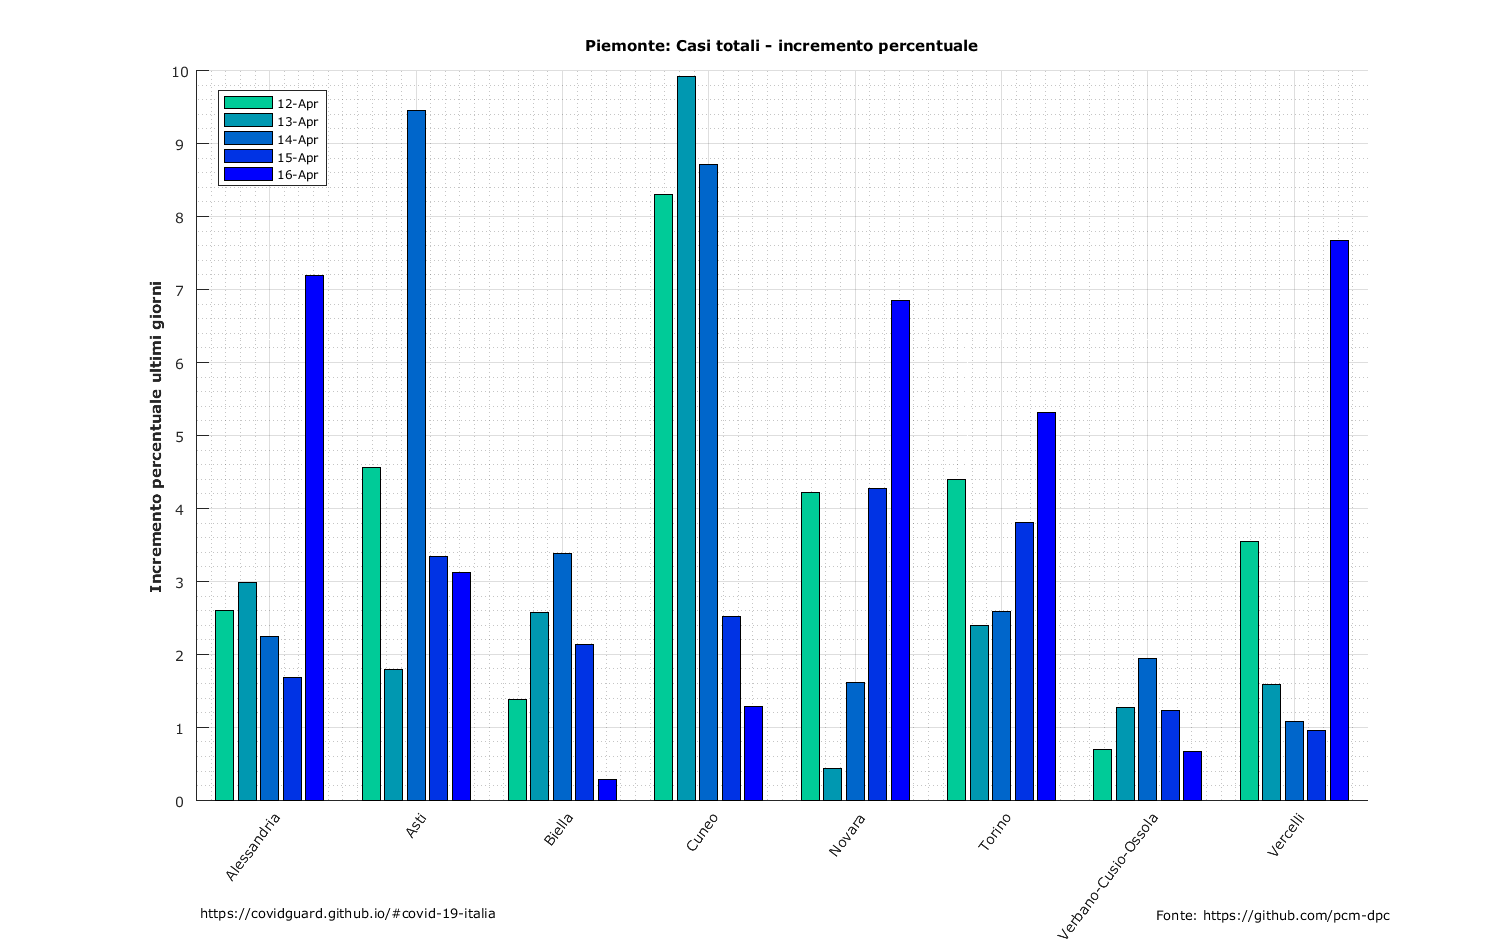 Piemonte: Casi totali - incremento percentuale
10
9
8
7
6
5
4
3
2
1
0
Incremento percentuale ultimi giorni
12-Apr
13-Apr
14-Apr
15-Apr
16-Apr
Alessandria
Asti
Biella
Cuneo
Novara
Torino
Verbano-Cusio-Ossola
Vercelli
https://covidguard.github.io/#covid-19-italia
Fonte: https://github.com/pcm-dpc